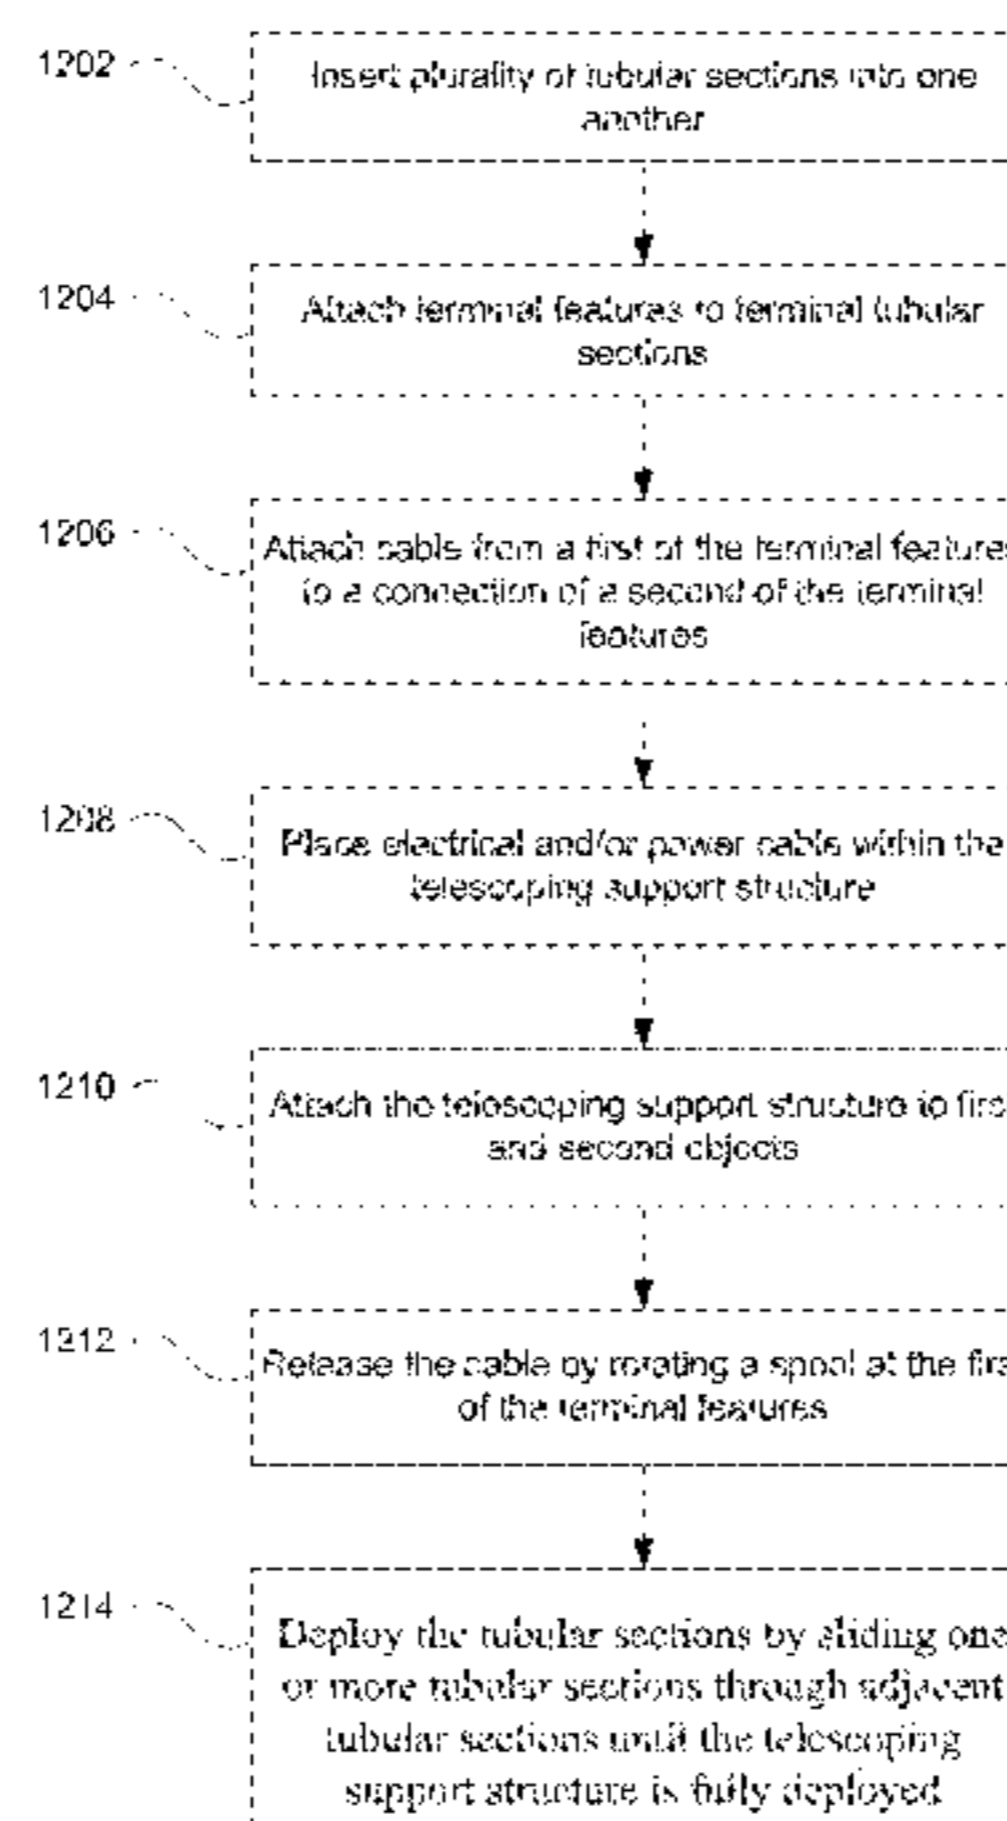 1202
Insert plurality of tubular sections into one
another
1204
Attach terminal features to terminal tubular
sections
1206
Attach cable from a first of the terminal features
to a connection of a second of the terminal
features
1208
Place electrical and/or power cable within the
telescoping support structure
1210
Attach the telescoping support structure to firs
and second objects
1212
Release the cable by rotating a spool at the firs
of the terminal features
1214
Deploy the tubular sections by sliding one
or more tubular sections through adjacent
tubular sections until the telescoping
support structure is fully deployed